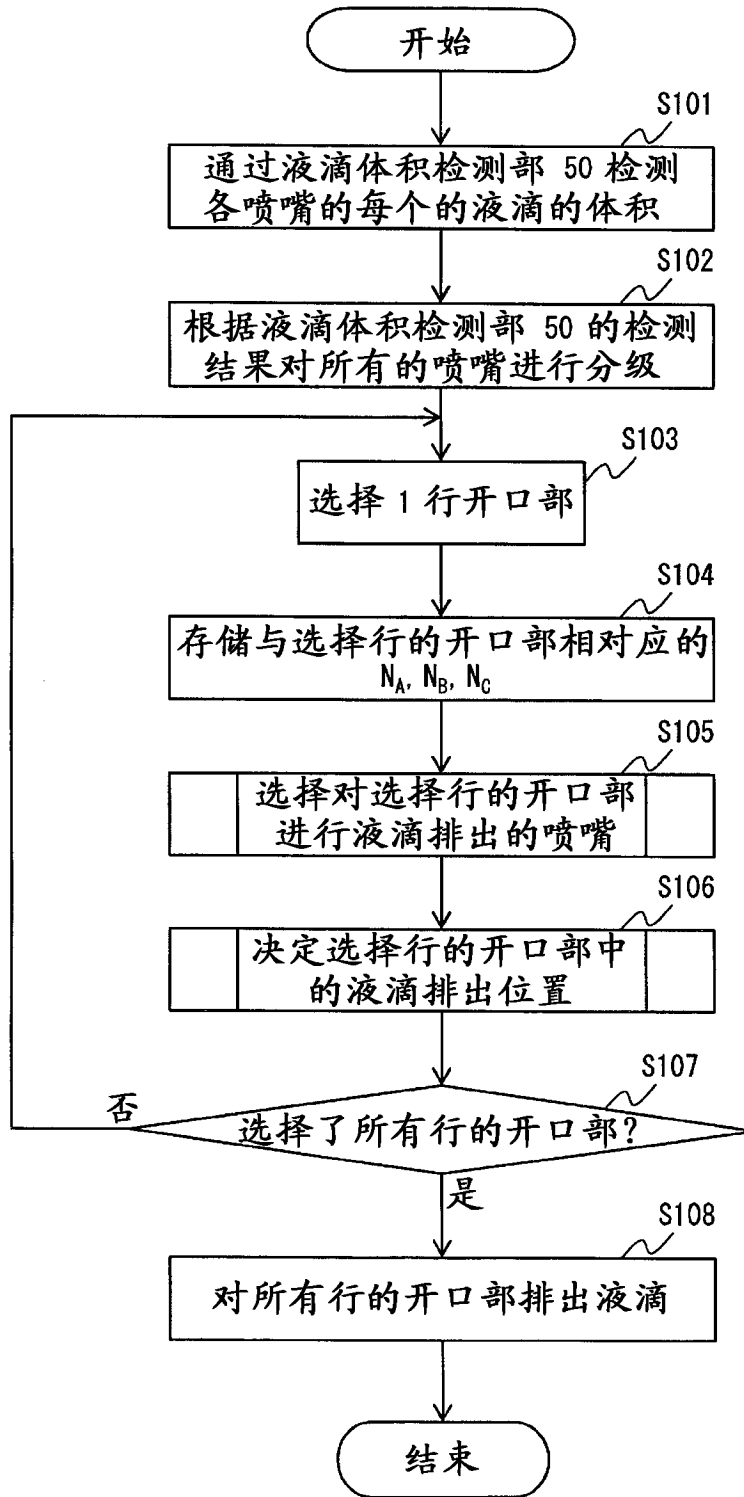 开始
S101
通过液滴体积检测部 50 检测
各喷嘴的每个的液滴的体积
S102
根据液滴体积检测部 50 的检测
结果对所有的喷嘴进行分级
S103
选择 1 行开口部
S104
存储与选择行的开口部相对应的
N_A, N_B, N_C
S105
选择对选择行的开口部
进行液滴排出的喷嘴
S106
决定选择行的开口部中
的液滴排出位置
S107
否
选择了所有行的开口部?
是
S108
对所有行的开口部排出液滴
结束